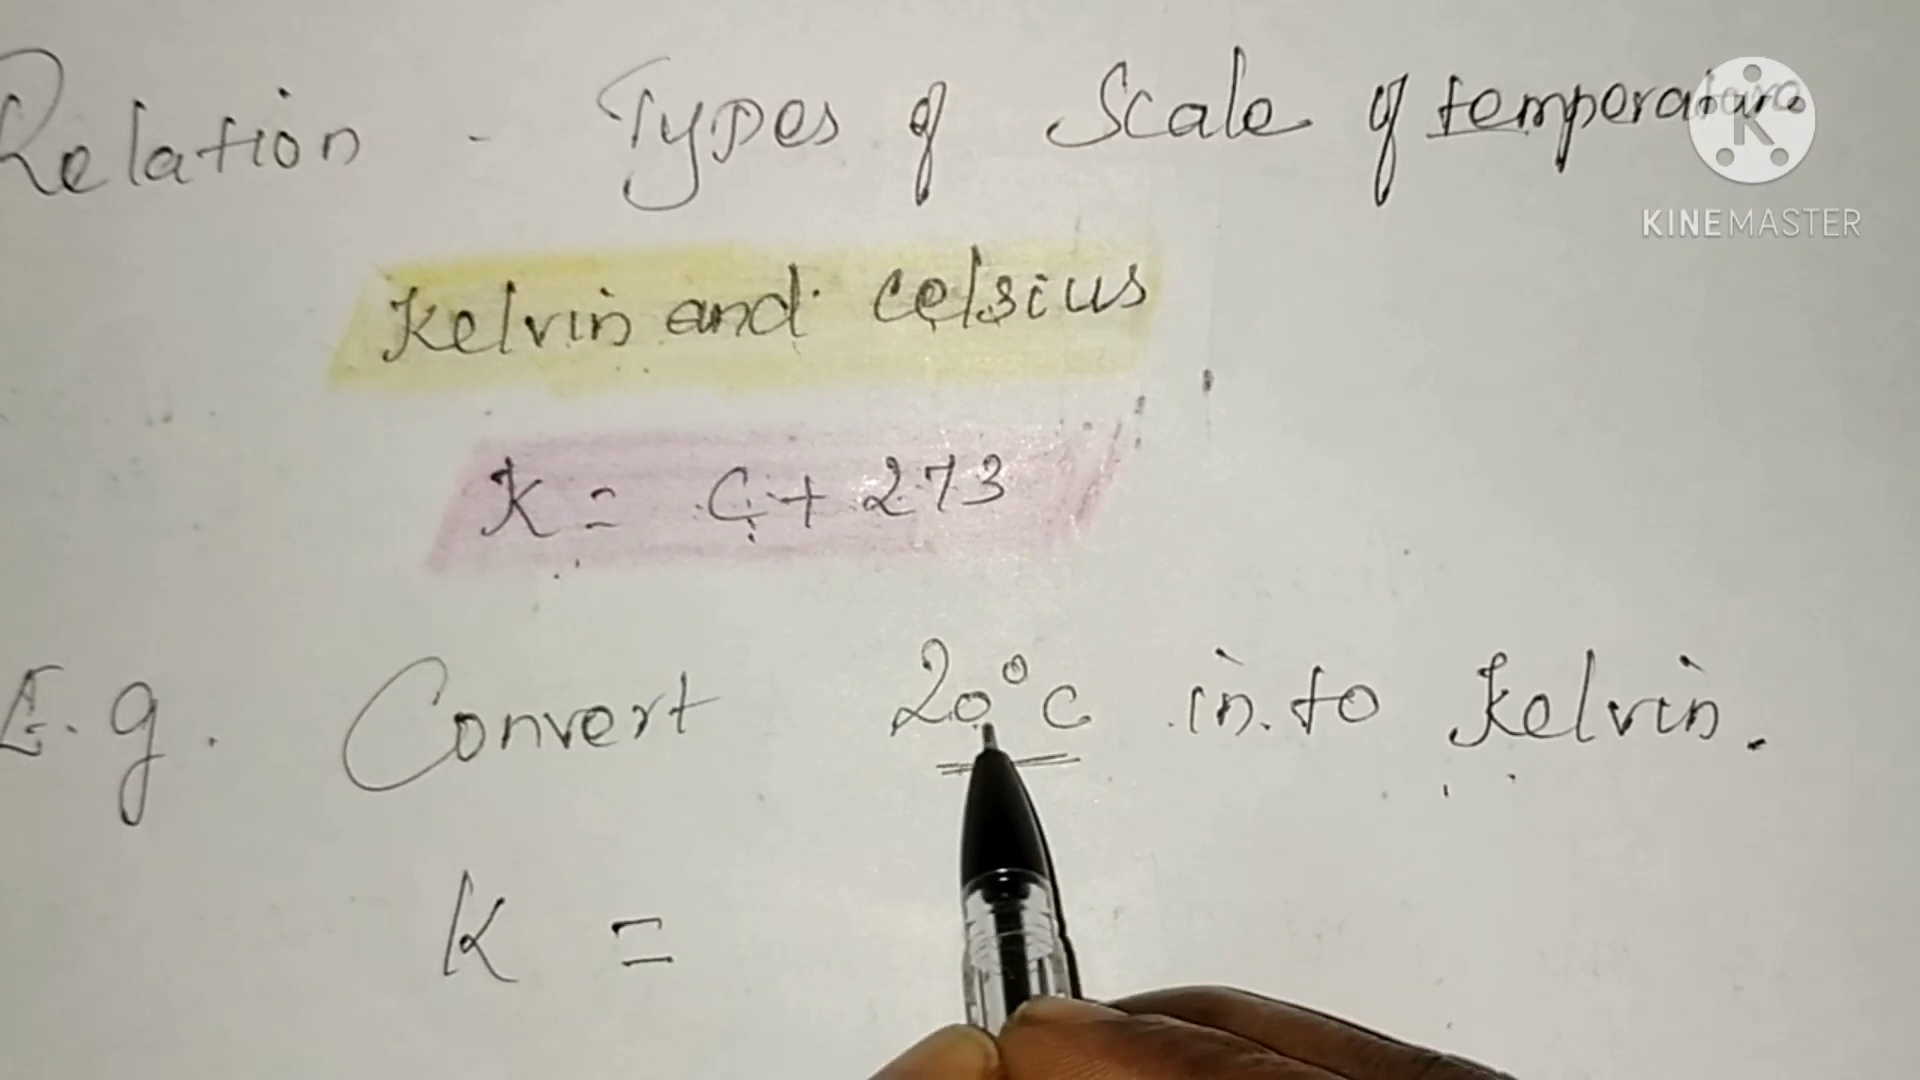 Relation - Types of Scale of temperature
KINEMASTER
Kelvin and Celsius
K = C + 273
E.g. Convert 20°C in to Kelvin.
K =